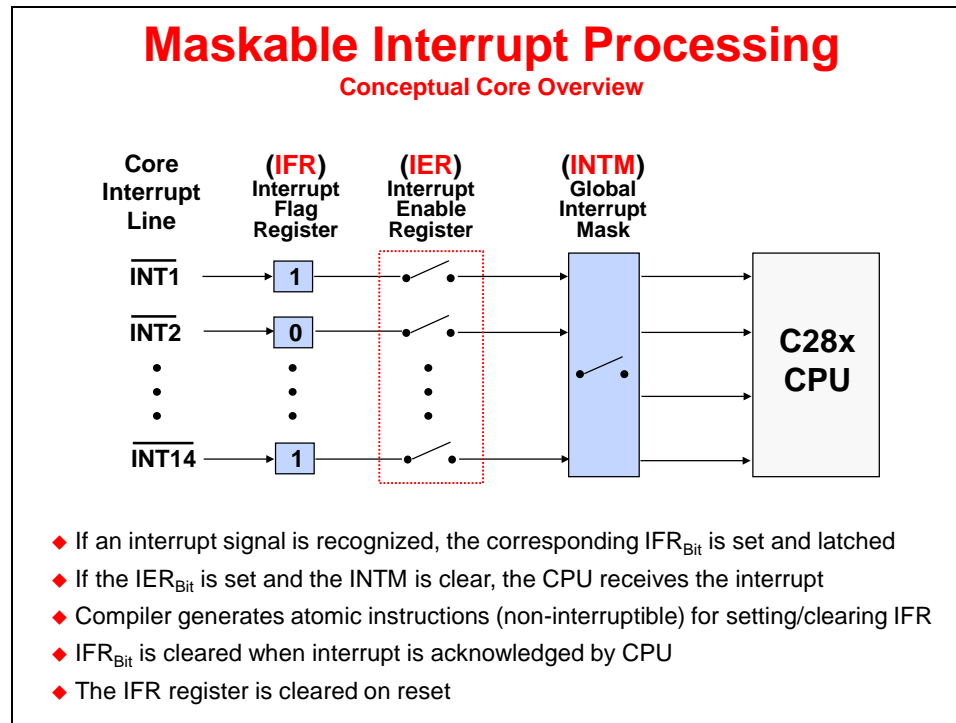 Maskable Interrupt Processing
Conceptual Core Overview
Core
Interrupt
Line
(IFR)
Interrupt
Flag
Register
(IER)
Interrupt
Enable
Register
(INTM)
Global
Interrupt
Mask
INT1
1
INT2
0
C28x
CPU
INT14
1
If an interrupt signal is recognized, the corresponding IFRBit is set and latched
If the IERBit is set and the INTM is clear, the CPU receives the interrupt
Compiler generates atomic instructions (non-interruptible) for setting/clearing IFR
IFRBit is cleared when interrupt is acknowledged by CPU
The IFR register is cleared on reset